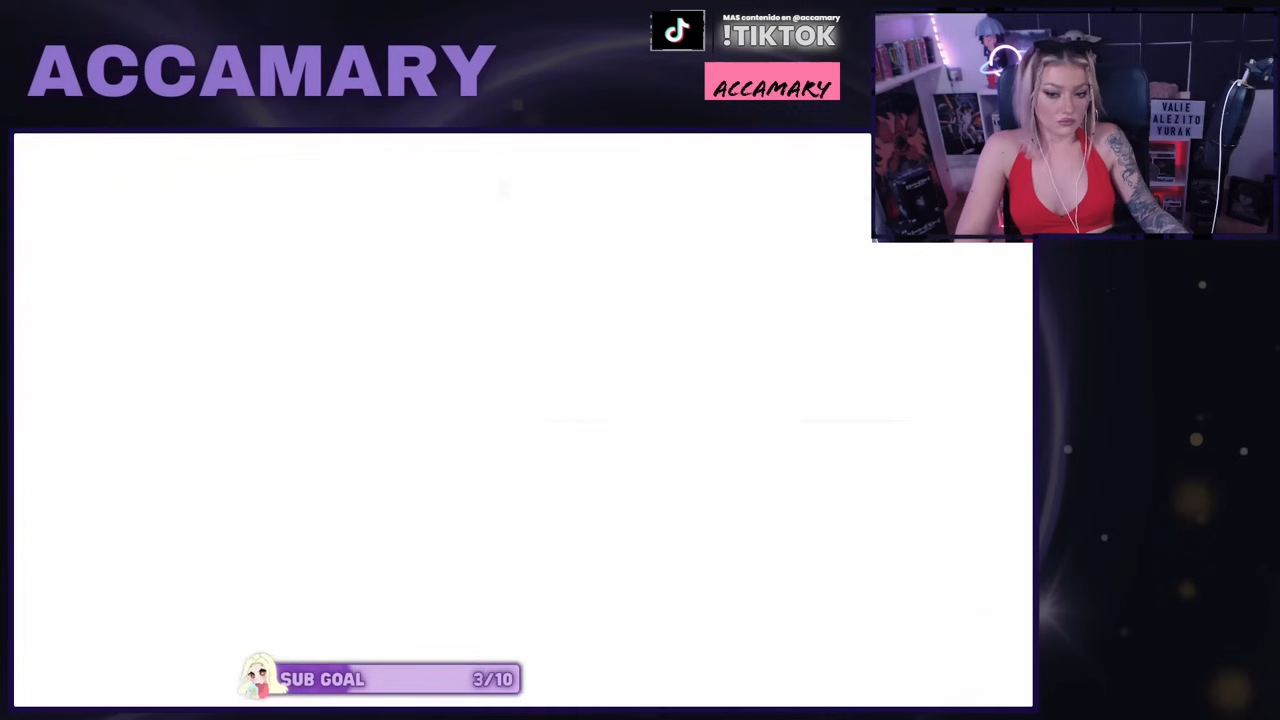 ACCAMARY
MAS contenido en @accamary
!TIKTOK
ACCAMARY
VALIE
ALEZITO
YURAK
SUB GOAL 3/10